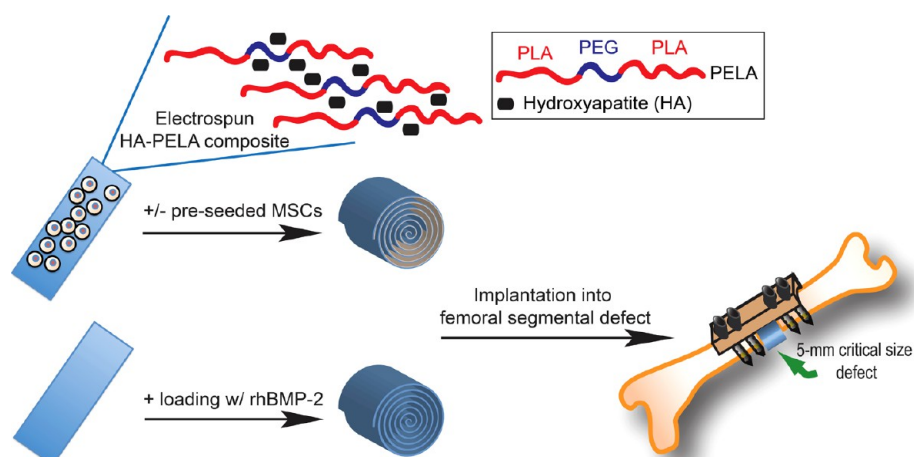 PLA PEG PLA
PELA
Hydroxyapatite (HA)
Electrospun
HA-PELA composite
+/- pre-seeded MSCs
Implantation into
femoral segmental defect
5-mm critical size
defect
+ loading w/ rhBMP-2